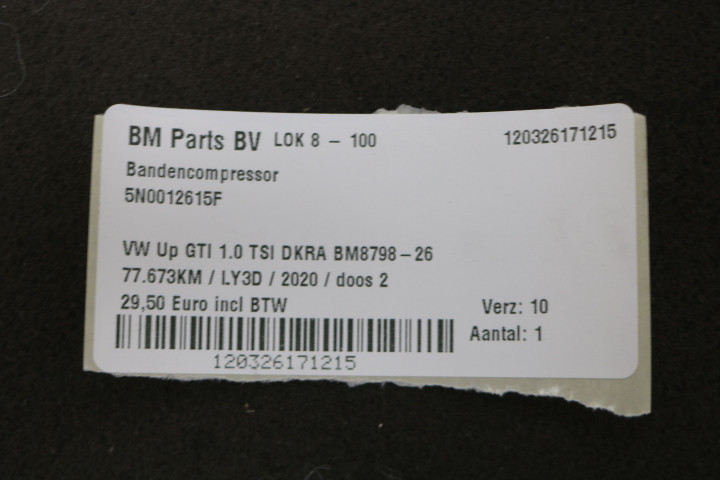 BM Parts BV LOK 8 - 100 120326171215
Bandencompressor
5N0012615F
VW Up GTI 1.0 TSI DKRA BM8798-26
77.673KM / LY3D / 2020 / doos 2
29,50 Euro incl BTW Verz: 10
Aantal: 1
120326171215